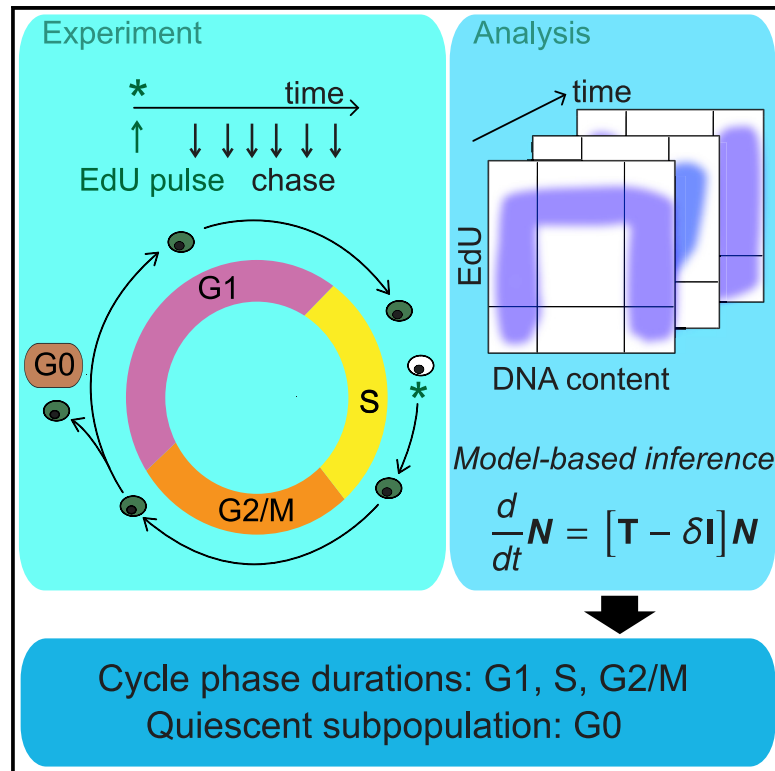 Experiment
*
time
EdU pulse
chase
G1
G0
S
*
G2/M
Analysis
time
EdU
DNA content
Model-based inference
d/dt N = [T − δI] N
Cycle phase durations: G1, S, G2/M
Quiescent subpopulation: G0